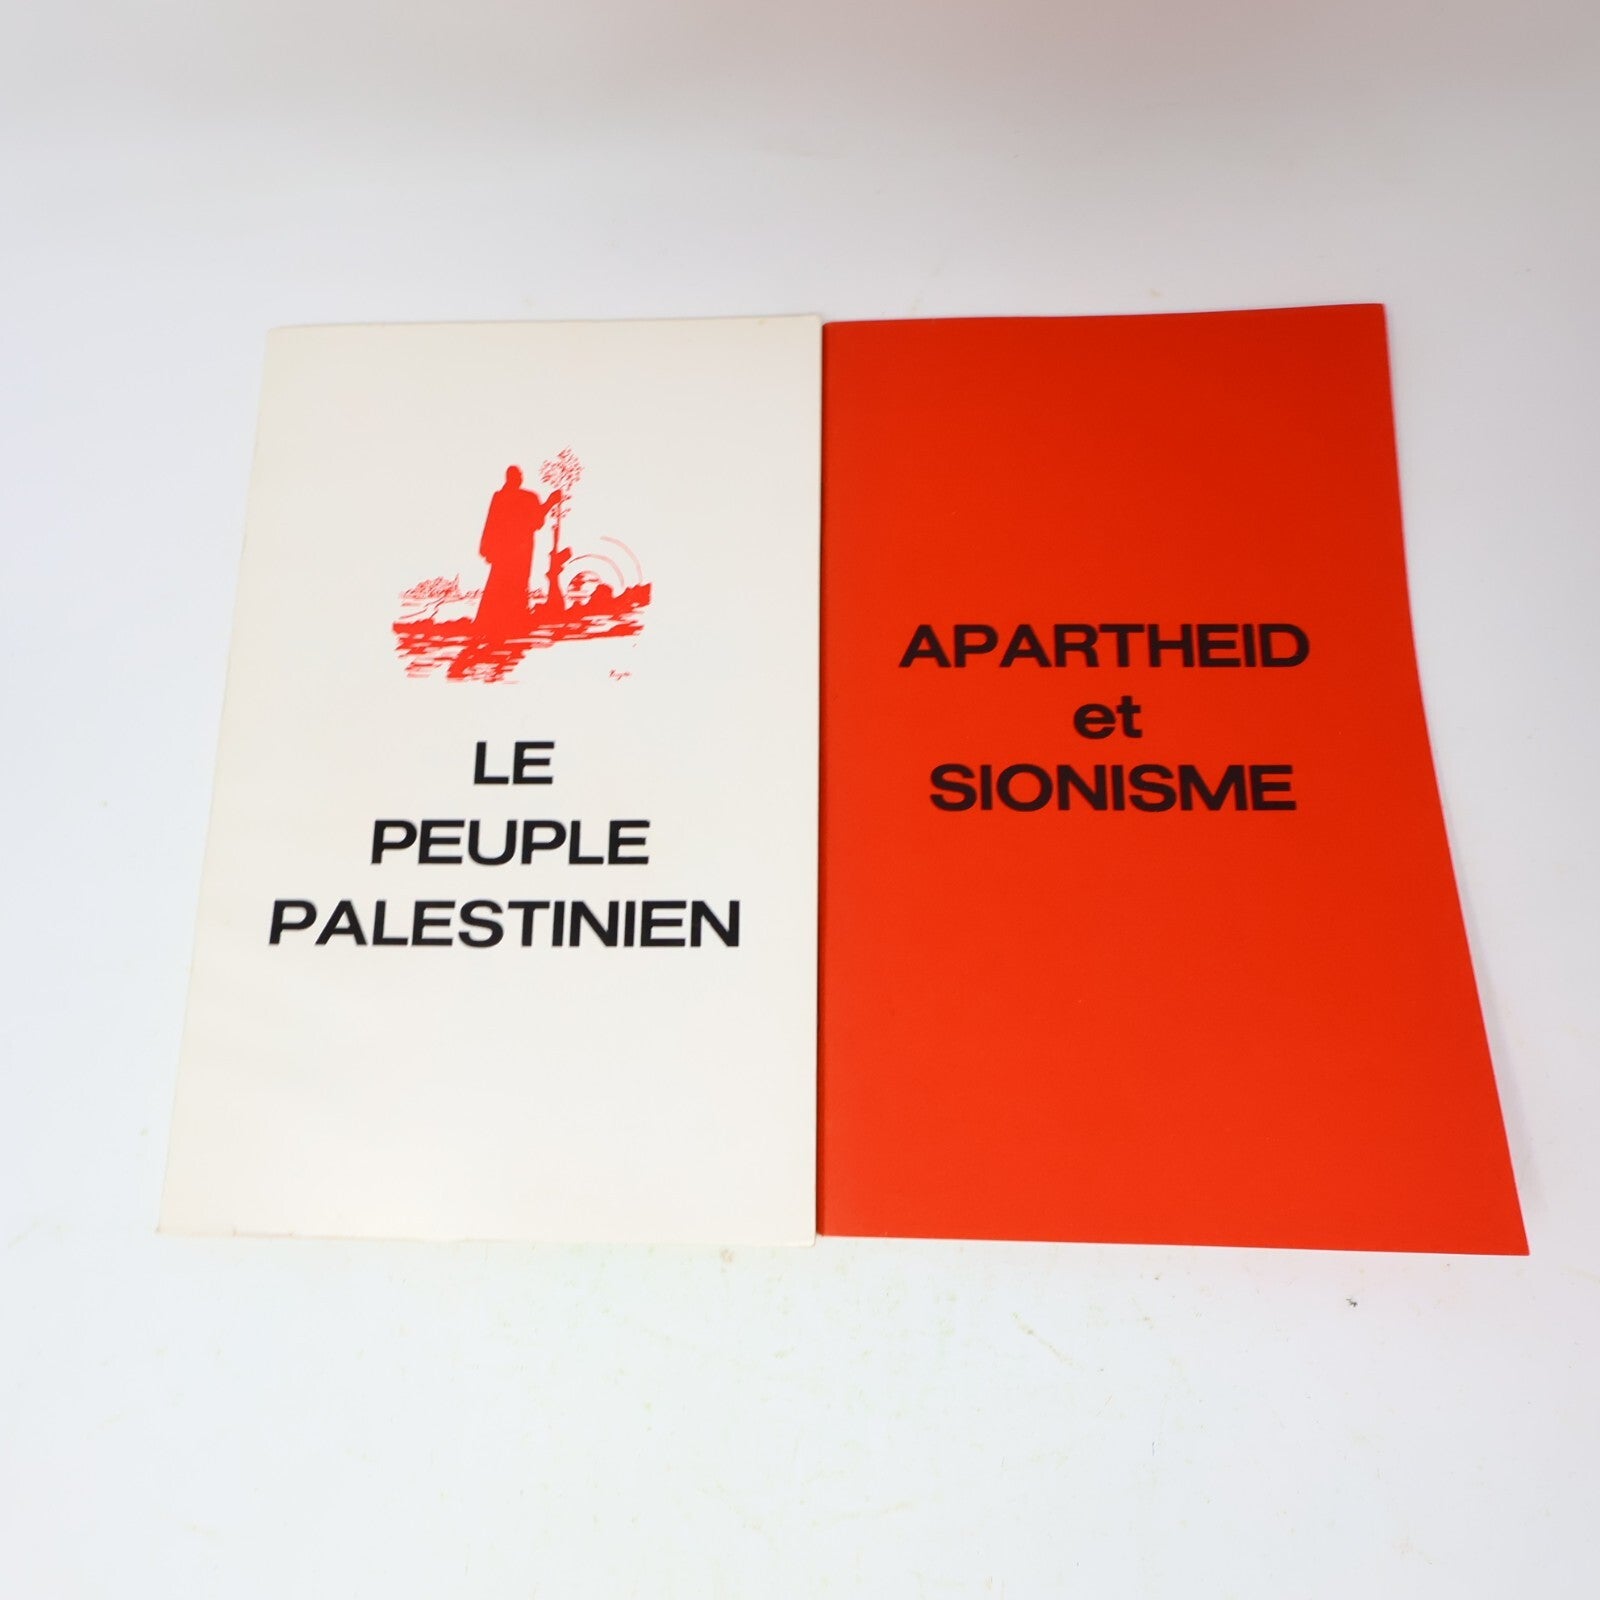 LE
PEUPLE
PALESTINIEN
APARTHEID
et
SIONISME